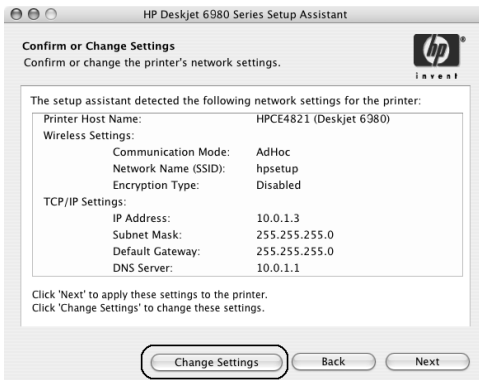 HP Deskjet 6980 Series Setup Assistant
Confirm or Change Settings
Confirm or change the printer's network settings.
hp
®
invent
The setup assistant detected the following network settings for the printer:
Printer Host Name: HPCE4821 (Deskjet 6980)
Wireless Settings:
Communication Mode: AdHoc
Network Name (SSID): hpsetup
Encryption Type: Disabled
TCP/IP Settings:
IP Address: 10.0.1.3
Subnet Mask: 255.255.255.0
Default Gateway: 255.255.255.0
DNS Server: 10.0.1.1
Click 'Next' to apply these settings to the printer.
Click 'Change Settings' to change these settings.
Change Settings Back Next